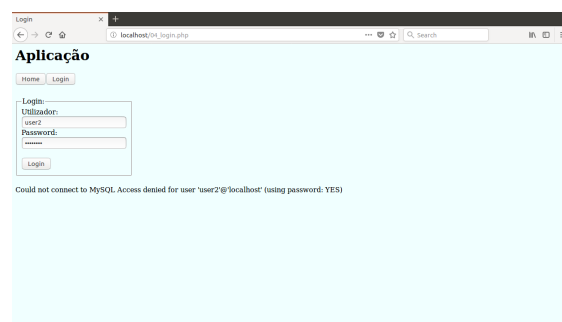 Login
localhost/04_login.php
Search
Aplicação
Home Login
Login:
Utilizador:
user2
Password:
••••••••
Login
Could not connect to MySQL Access denied for user 'user2'@'localhost' (using password: YES)